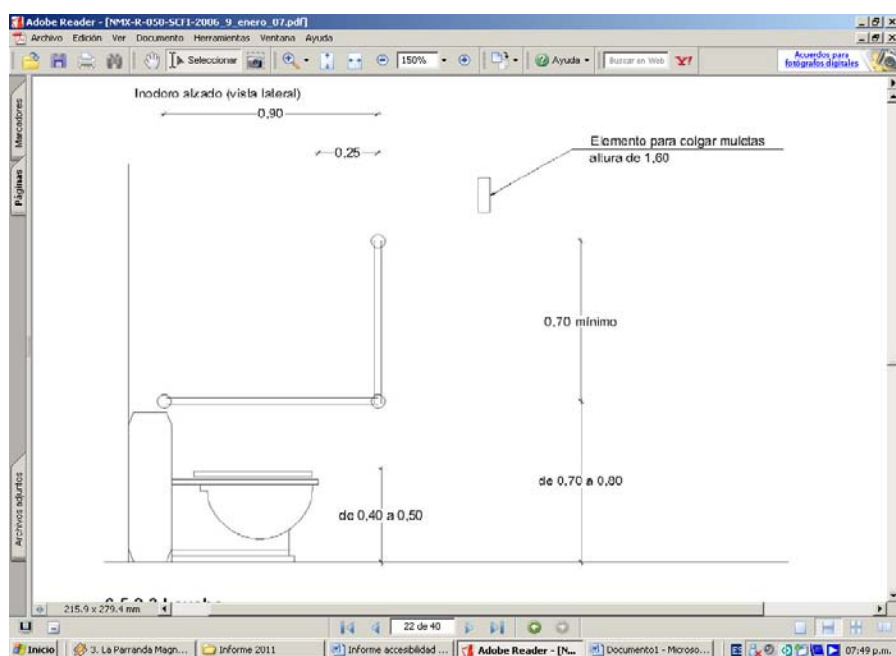 Adobe Reader - [NMX-R-050-SCFI-2006_9_enero_07.pdf]
Archivo Edición Ver Documento Herramientas Ventana Ayuda
Seleccionar 150% Ayuda Buscar en Web Y! Acuerdos para fotógrafos digitales
Marcadores
Páginas
Archivos adjuntos
Inodoro alzado (vista lateral)
0,90
0,25
Elemento para colgar muletas
altura de 1,60
0,70 mínimo
de 0,70 a 0,80
de 0,40 a 0,50
215.9 x 279.4 mm
22 de 40
Inicio 3. La Parranda Magn... Informe 2011 Informe accesibilidad ... Adobe Reader - [N... Documento1 - Microso... ES 07:49 p.m.